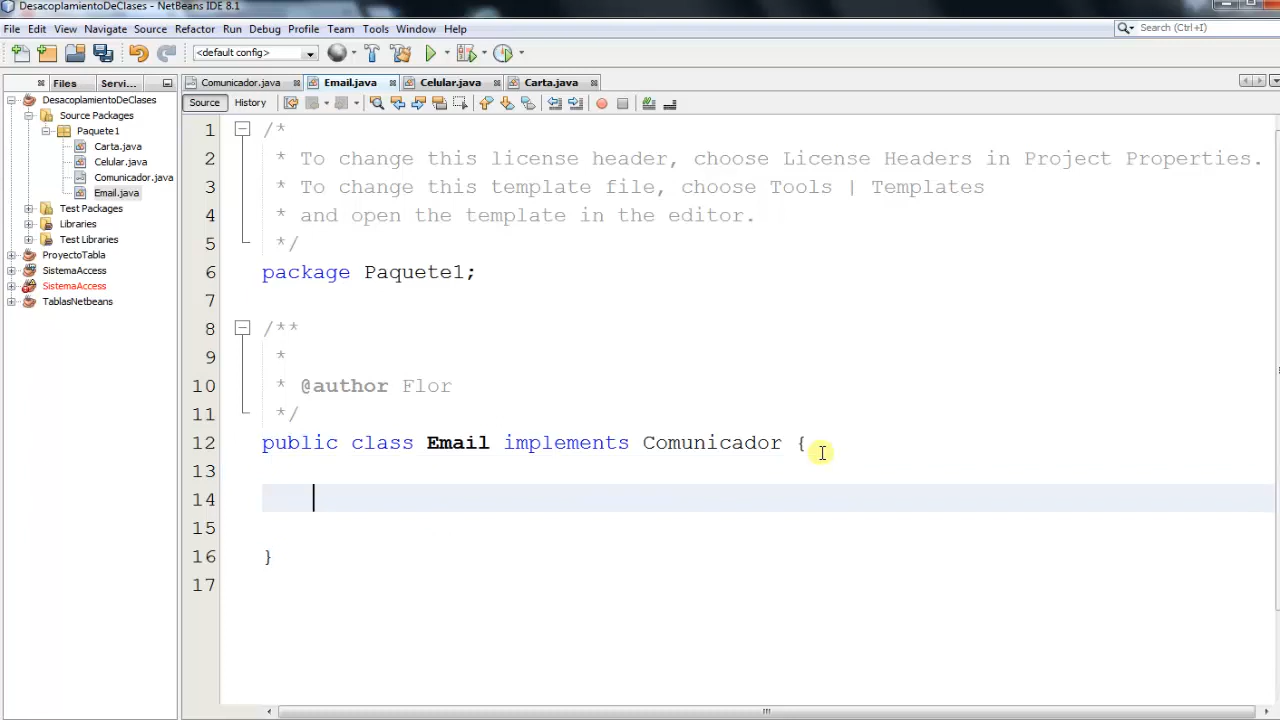 DesacoplamientoDeClases - NetBeans IDE 8.1
File Edit View Navigate Source Refactor Run Debug Profile Team Tools Window Help
Search (Ctrl+I)
<default config>
Files Servi...
Comunicador.java Email.java Celular.java Carta.java
Source History
DesacoplamientoDeClases
Source Packages
Paquete1
Carta.java
Celular.java
Comunicador.java
Email.java
Test Packages
Libraries
Test Libraries
ProyectoTabla
SistemaAccess
SistemaAccess
TablasNetbeans
1 /*
2 * To change this license header, choose License Headers in Project Properties.
3 * To change this template file, choose Tools | Templates
4 * and open the template in the editor.
5 */
6 package Paquete1;
7
8 /**
9 *
10 * @author Flor
11 */
12 public class Email implements Comunicador {
13
14
15
16 }
17